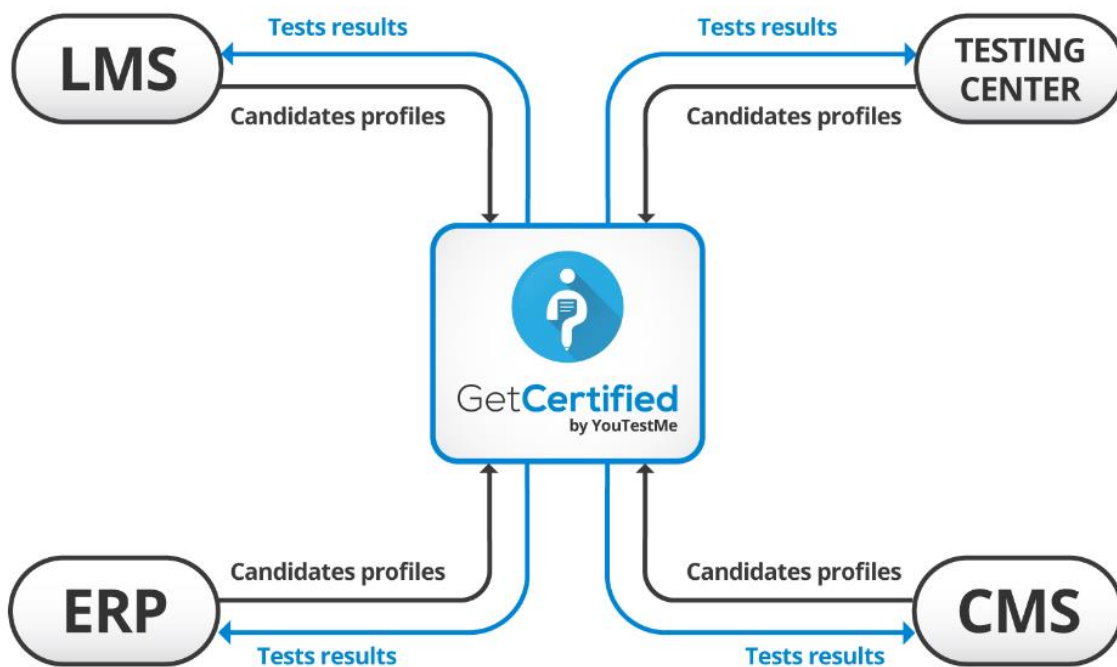 Tests results
Tests results
LMS
TESTING
CENTER
Candidates profiles
Candidates profiles
GetCertified
by YouTestMe
Candidates profiles
Candidates profiles
ERP
CMS
Tests results
Tests results